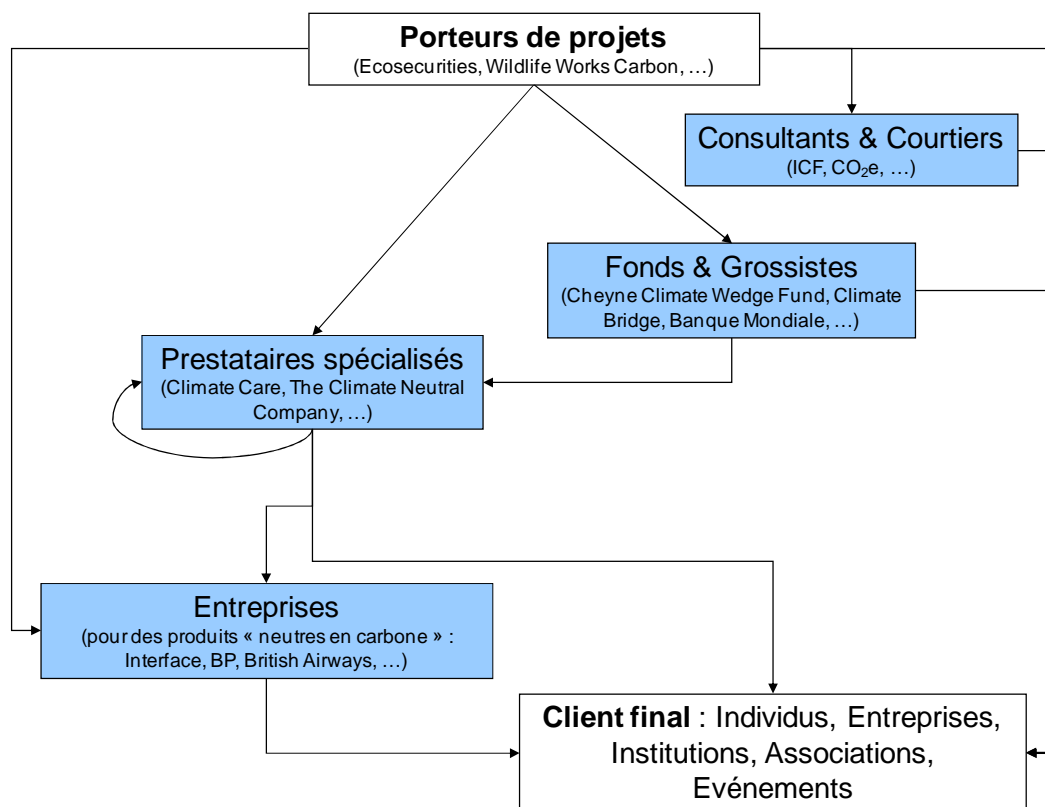 Porteurs de projets
(Ecosecurities, Wildlife Works Carbon, …)
Consultants & Courtiers
(ICF, CO₂e, …)
Fonds & Grossistes
(Cheyne Climate Wedge Fund, Climate
Bridge, Banque Mondiale, …)
Prestataires spécialisés
(Climate Care, The Climate Neutral
Company, …)
Entreprises
(pour des produits « neutres en carbone » :
Interface, BP, British Airways, …)
Client final : Individus, Entreprises,
Institutions, Associations,
Evénements